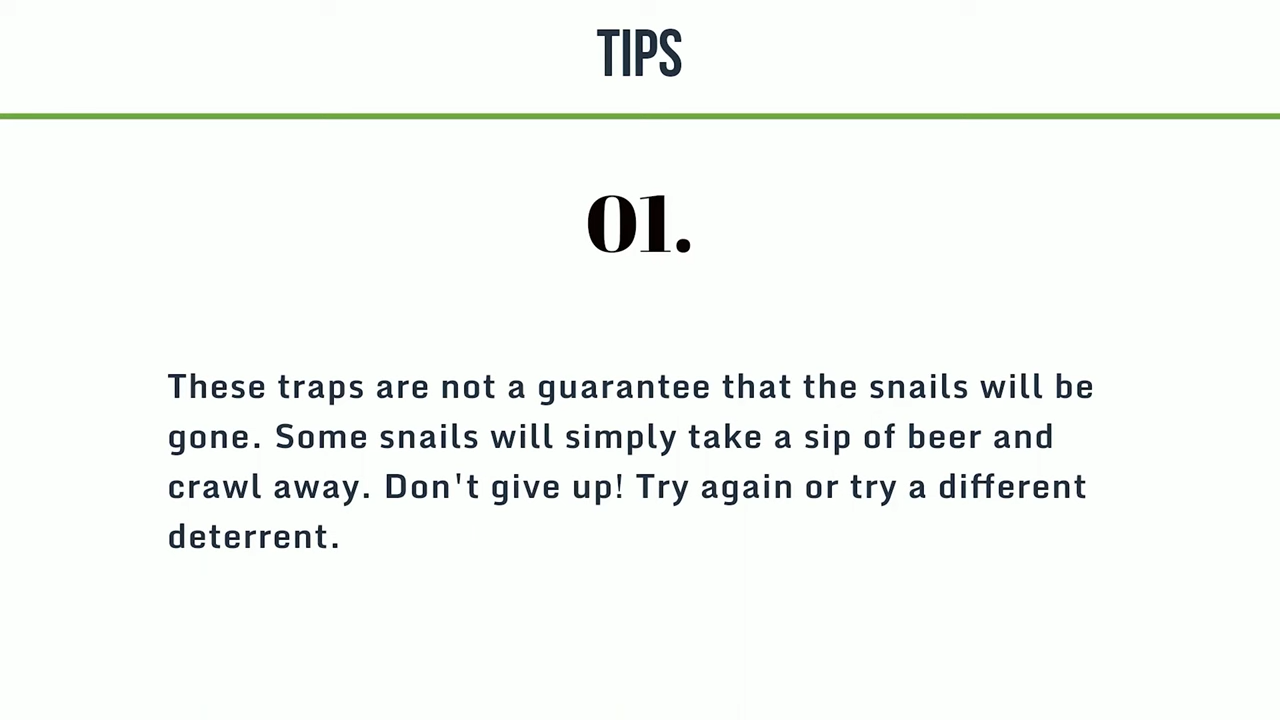 TIPS
01.
These traps are not a guarantee that the snails will be
gone. Some snails will simply take a sip of beer and
crawl away. Don't give up! Try again or try a different
deterrent.